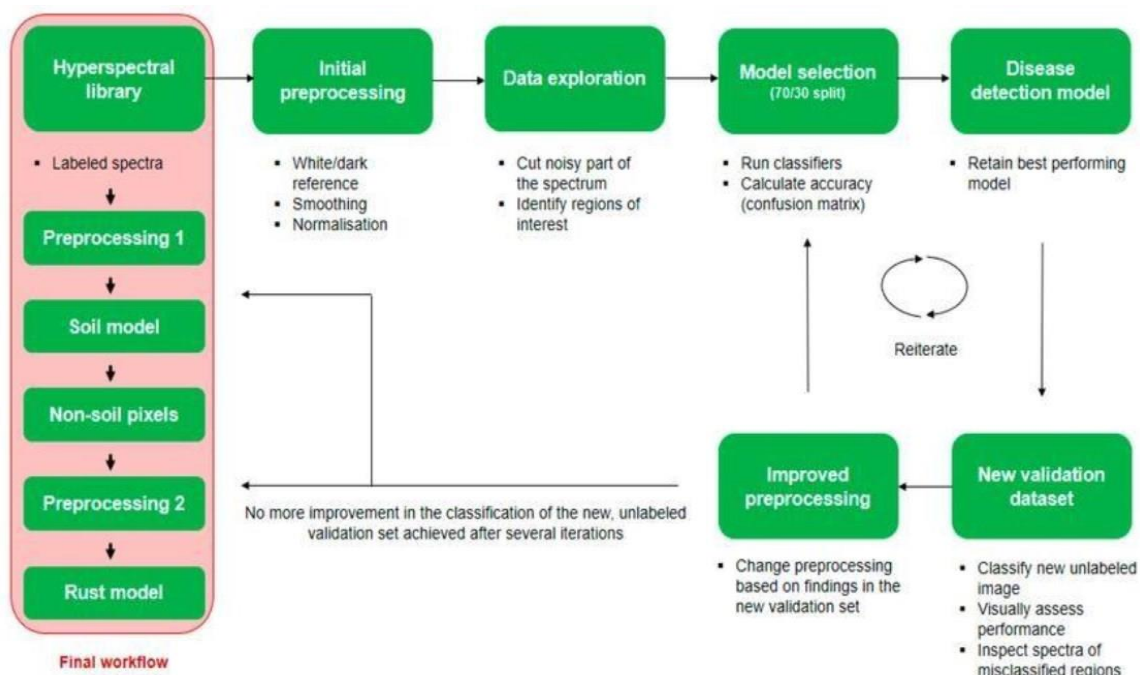 Hyperspectral
library
▪ Labeled spectra
Preprocessing 1
Soil model
Non-soil pixels
Preprocessing 2
Rust model
Final workflow
Initial
preprocessing
▪ White/dark
reference
▪ Smoothing
▪ Normalisation
Data exploration
▪ Cut noisy part of
the spectrum
▪ Identify regions of
interest
Model selection
(70/30 split)
▪ Run classifiers
▪ Calculate accuracy
(confusion matrix)
Disease
detection model
▪ Retain best performing
model
Reiterate
New validation
dataset
▪ Classify new unlabeled
image
▪ Visually assess
performance
▪ Inspect spectra of
misclassified regions
Improved
preprocessing
▪ Change preprocessing
based on findings in the
new validation set
No more improvement in the classification of the new, unlabeled
validation set achieved after several iterations